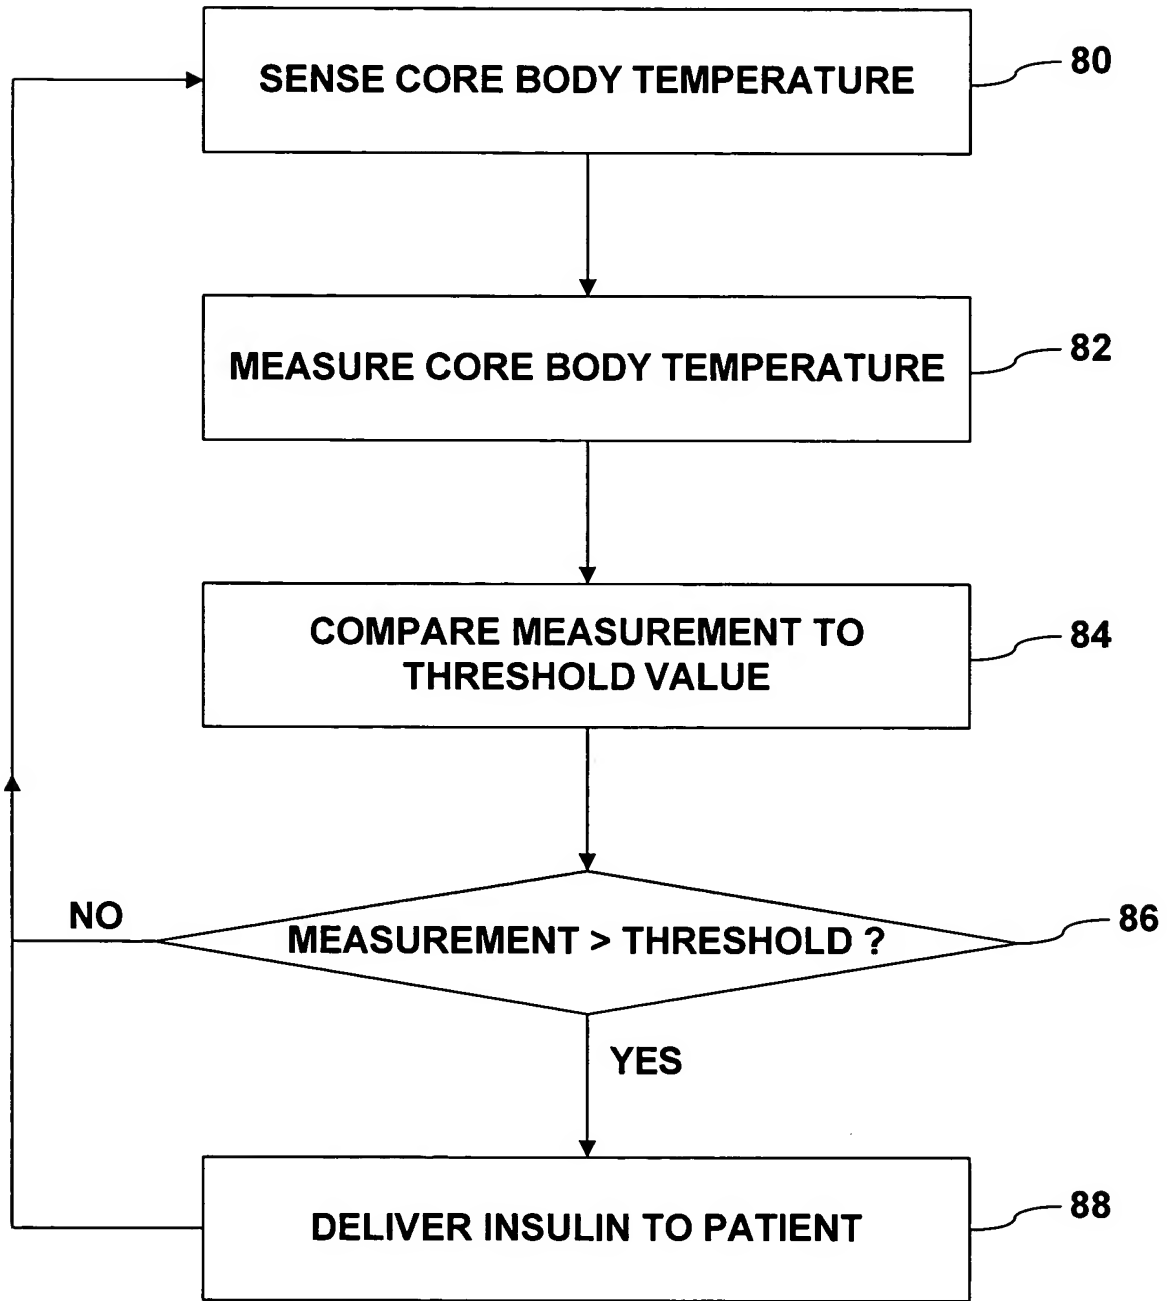 SENSE CORE BODY TEMPERATURE
80
MEASURE CORE BODY TEMPERATURE
82
COMPARE MEASUREMENT TO
THRESHOLD VALUE
84
NO
MEASUREMENT > THRESHOLD ?
86
YES
DELIVER INSULIN TO PATIENT
88